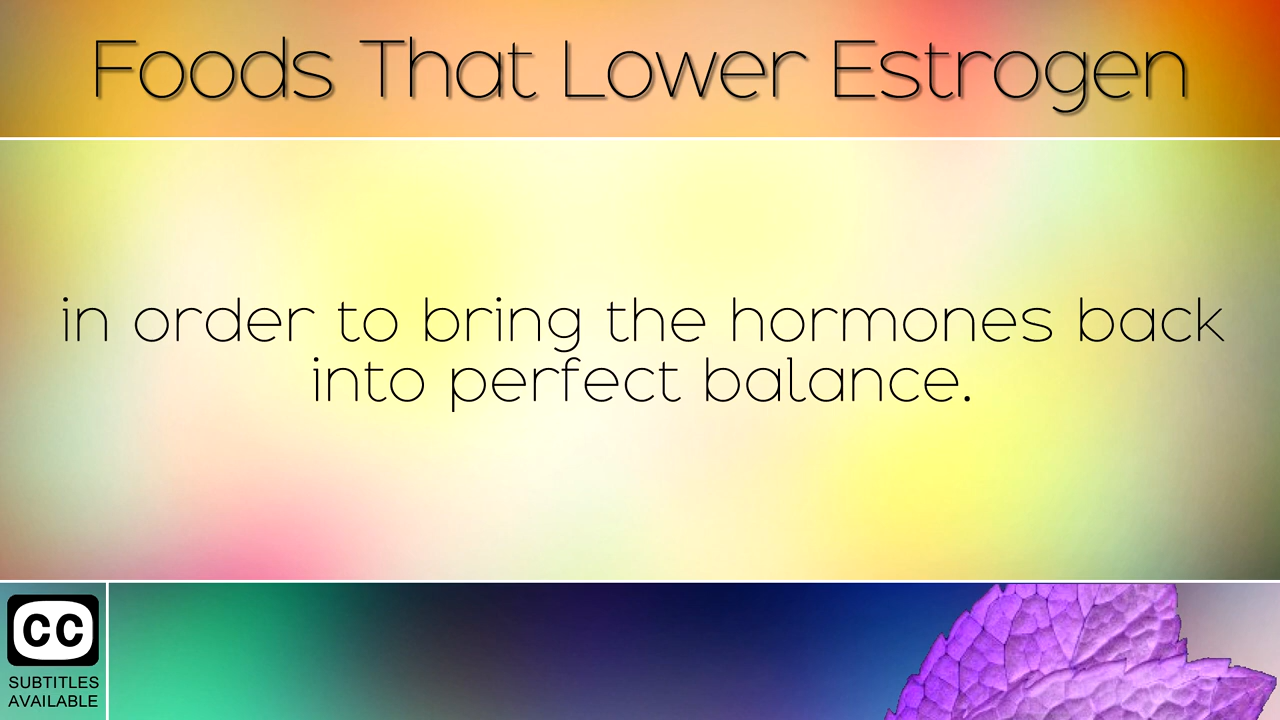 Foods That Lower Estrogen
in order to bring the hormones back
into perfect balance.
CC
SUBTITLES
AVAILABLE